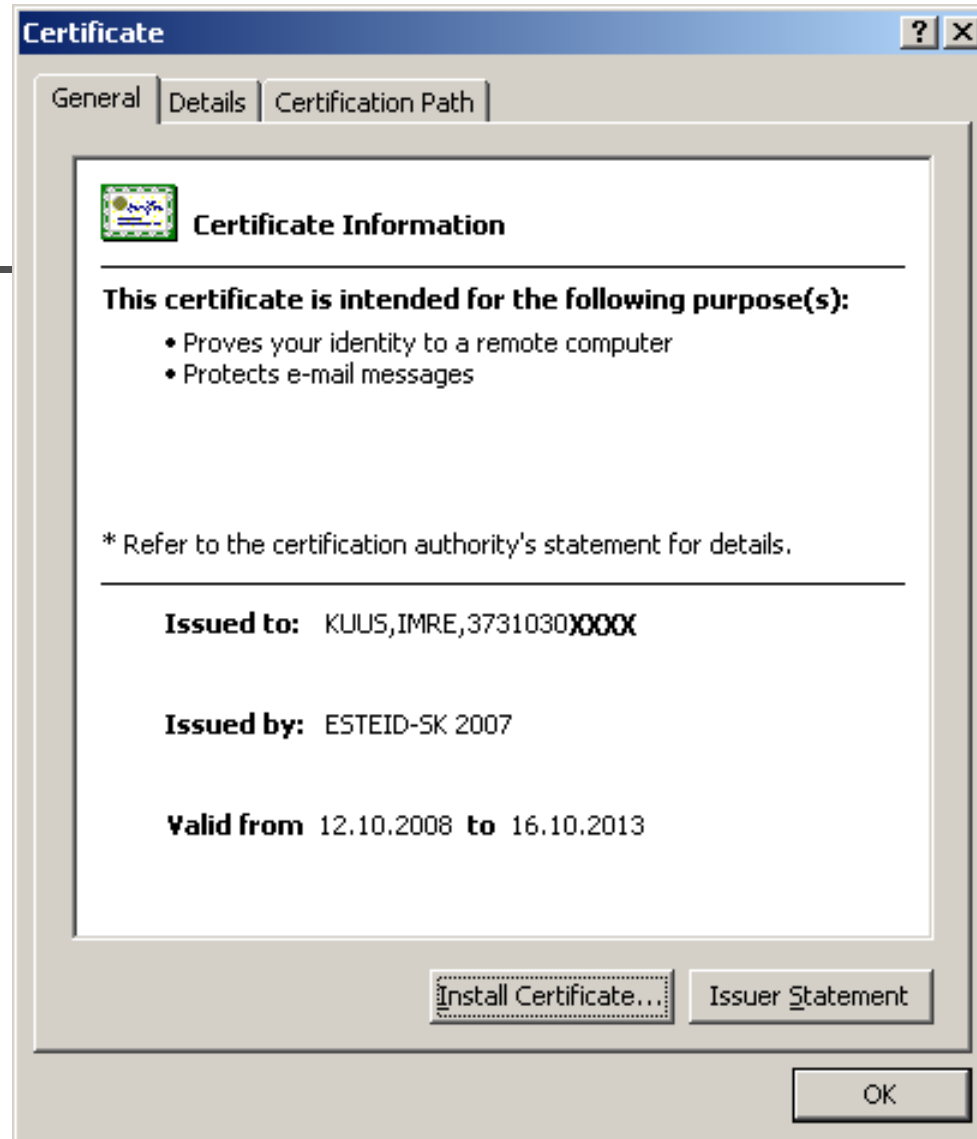 Certificate
General Details Certification Path
Certificate Information
This certificate is intended for the following purpose(s):
• Proves your identity to a remote computer
• Protects e-mail messages
* Refer to the certification authority's statement for details.
Issued to: KUUS,IMRE,3731030XXXX
Issued by: ESTEID-SK 2007
Valid from 12.10.2008 to 16.10.2013
Install Certificate... Issuer Statement
OK